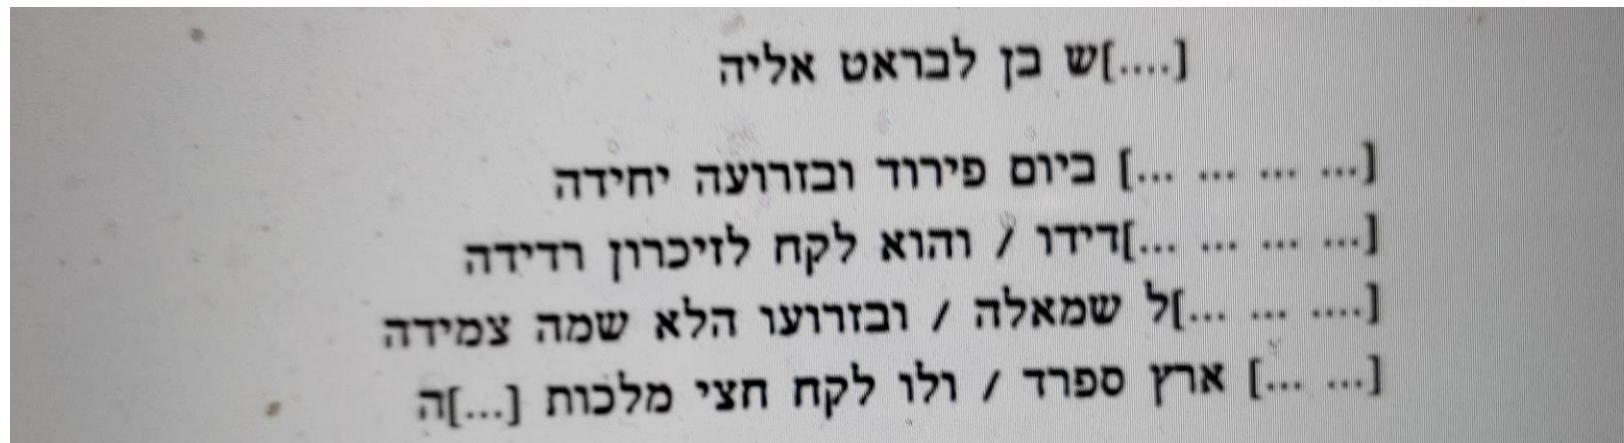 [....]ש בן לבראט אליה
[... ... ... ...] ביום פירוד ובזרועה יחידה
[... ... ... ...]דידו / והוא לקח לזיכרון רדידה
[.... ... ...]ל שמאלה / ובזרועו הלא שמה צמידה
[... ...] ארץ ספרד / ולו לקח חצי מלכות [...]ה